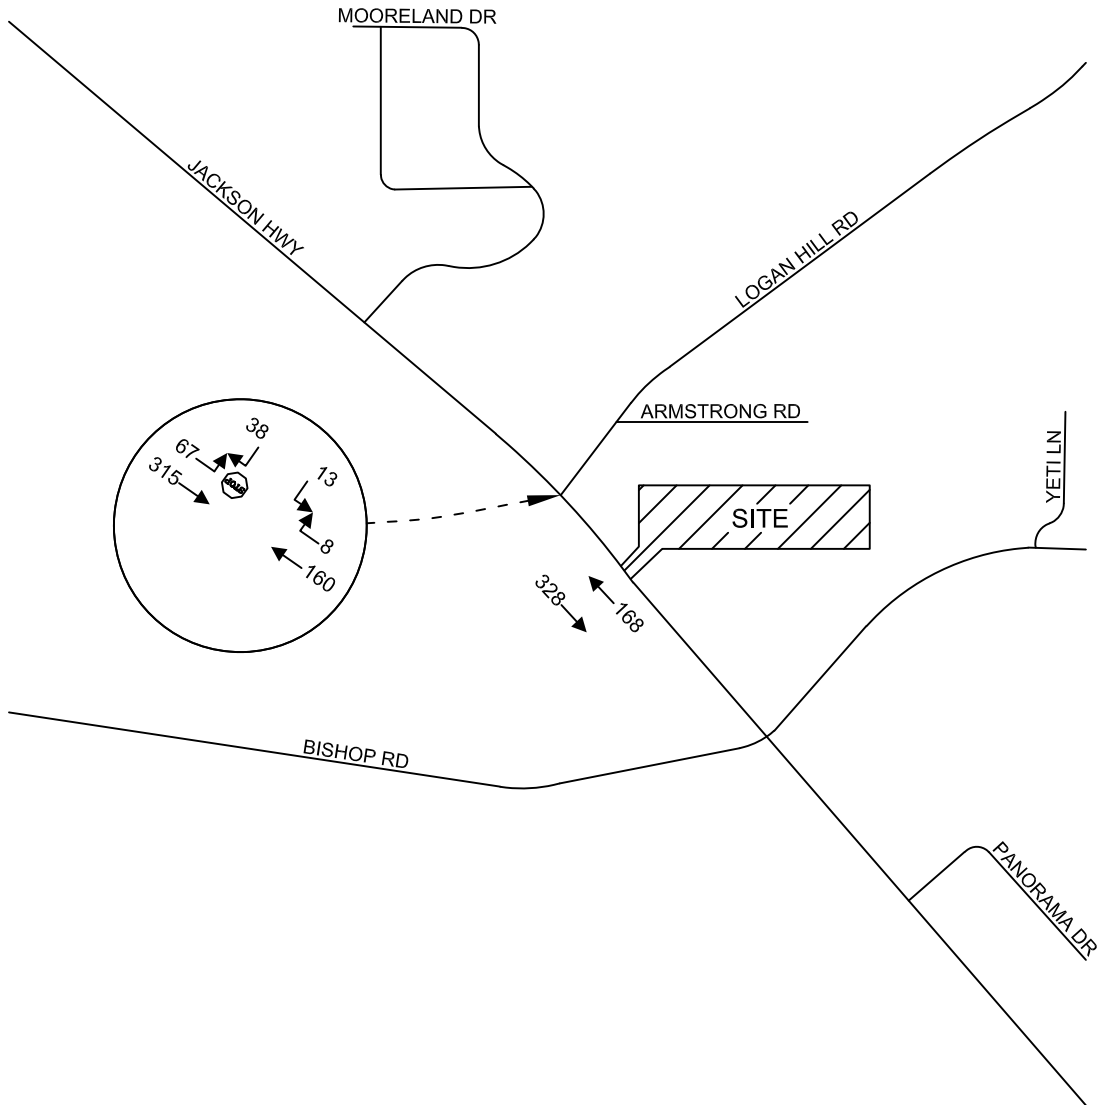 MOORELAND DR
JACKSON HWY
LOGAN HILL RD
ARMSTRONG RD
38
67
315
STOP
13
8
160
YETI LN
SITE
328
168
BISHOP RD
PANORAMA DR